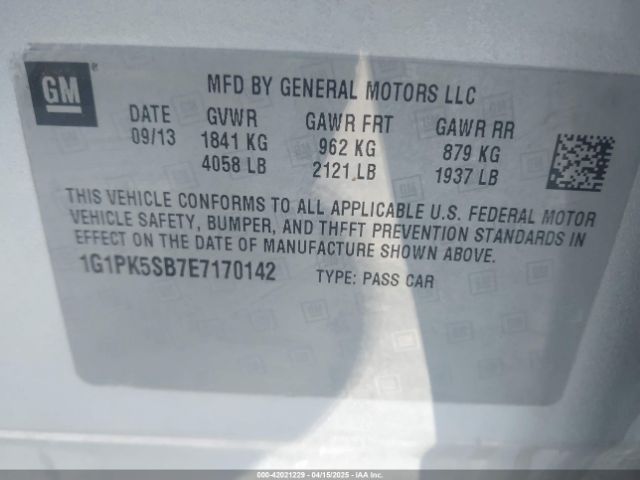 GM
MFD BY GENERAL MOTORS LLC
DATE GVWR GAWR FRT GAWR RR
09/13 1841 KG 962 KG 879 KG
4058 LB 2121 LB 1937 LB
THIS VEHICLE CONFORMS TO ALL APPLICABLE U.S. FEDERAL MOTOR
VEHICLE SAFETY, BUMPER, AND THEFT PREVENTION STANDARDS IN
EFFECT ON THE DATE OF MANUFACTURE SHOWN ABOVE.
1G1PK5SB7E7170142 TYPE: PASS CAR
000-42021229 - 04/15/2025 - IAAI.COM